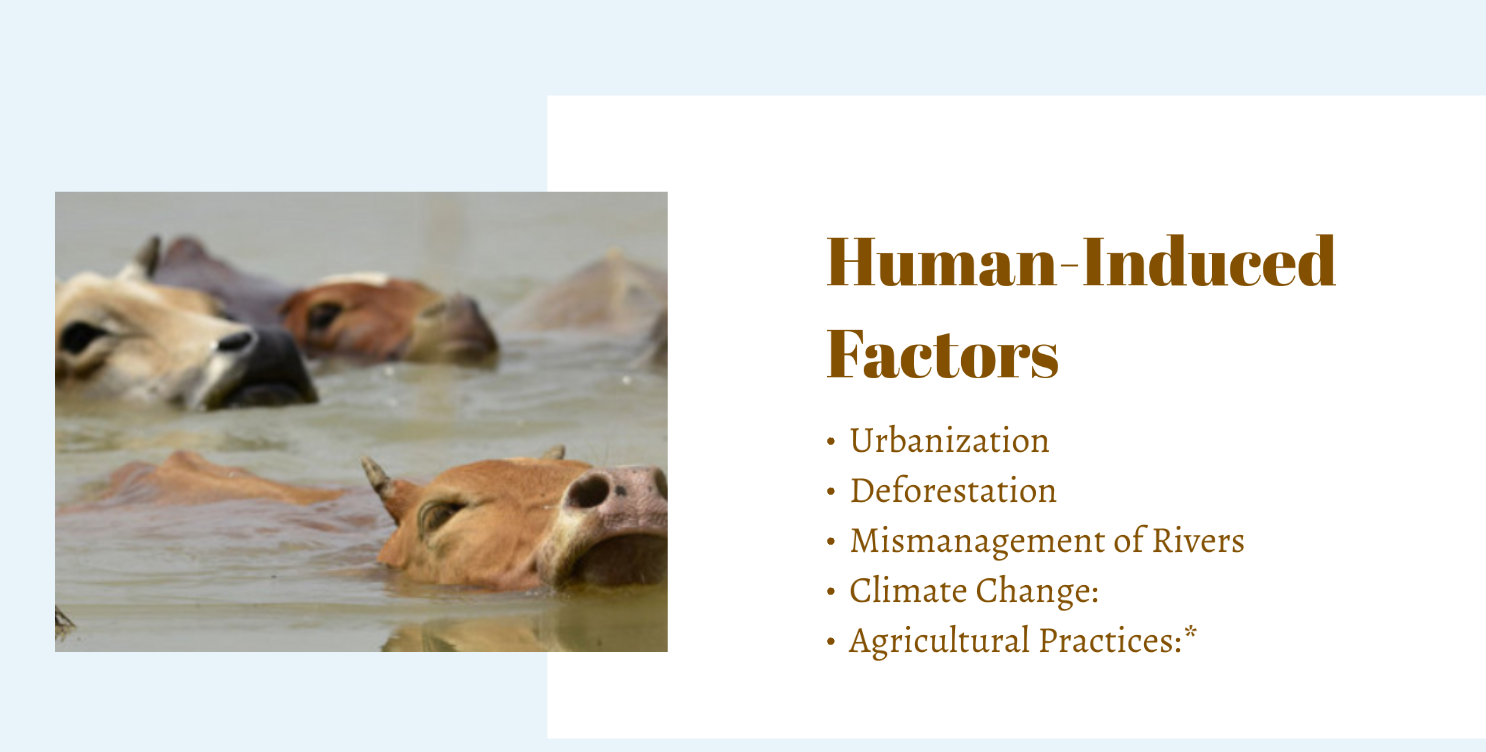 Human-Induced
Factors
• Urbanization
• Deforestation
• Mismanagement of Rivers
• Climate Change:
• Agricultural Practices:*